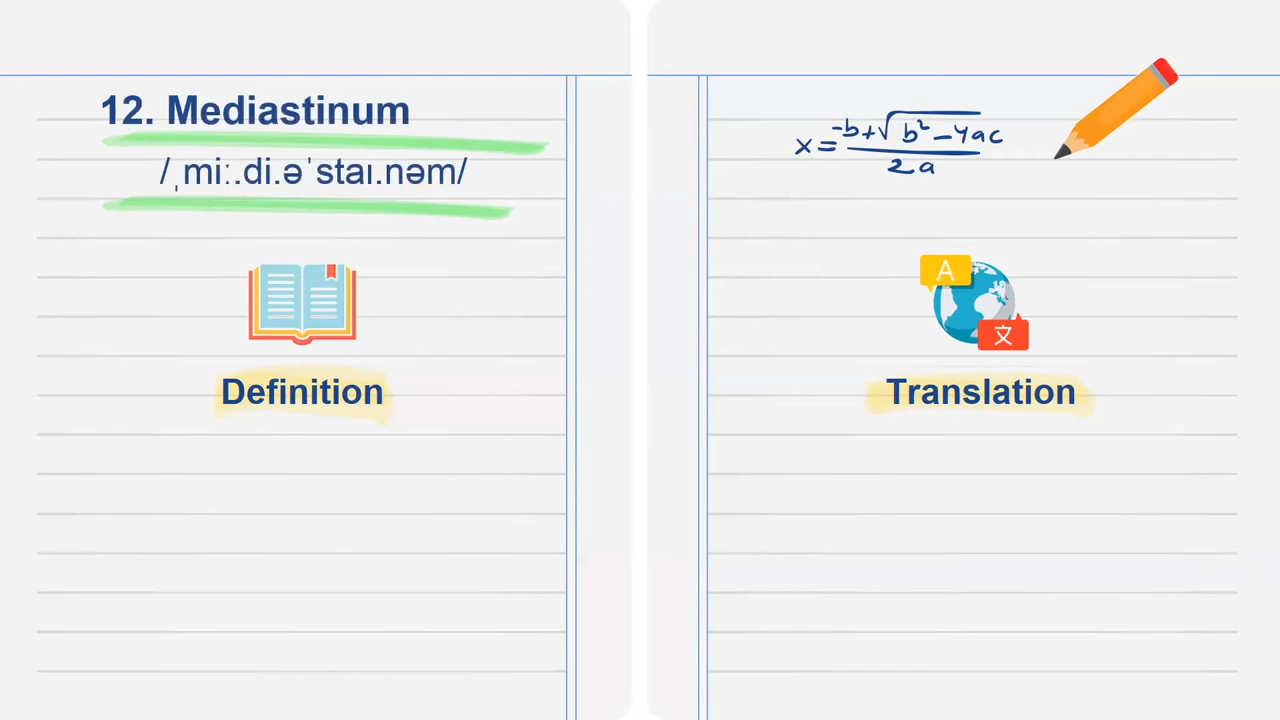 12. Mediastinum
/ˌmiː.di.əˈstaɪ.nəm/
Definition
x = -b+√b²-4ac / 2a
A
文
Translation